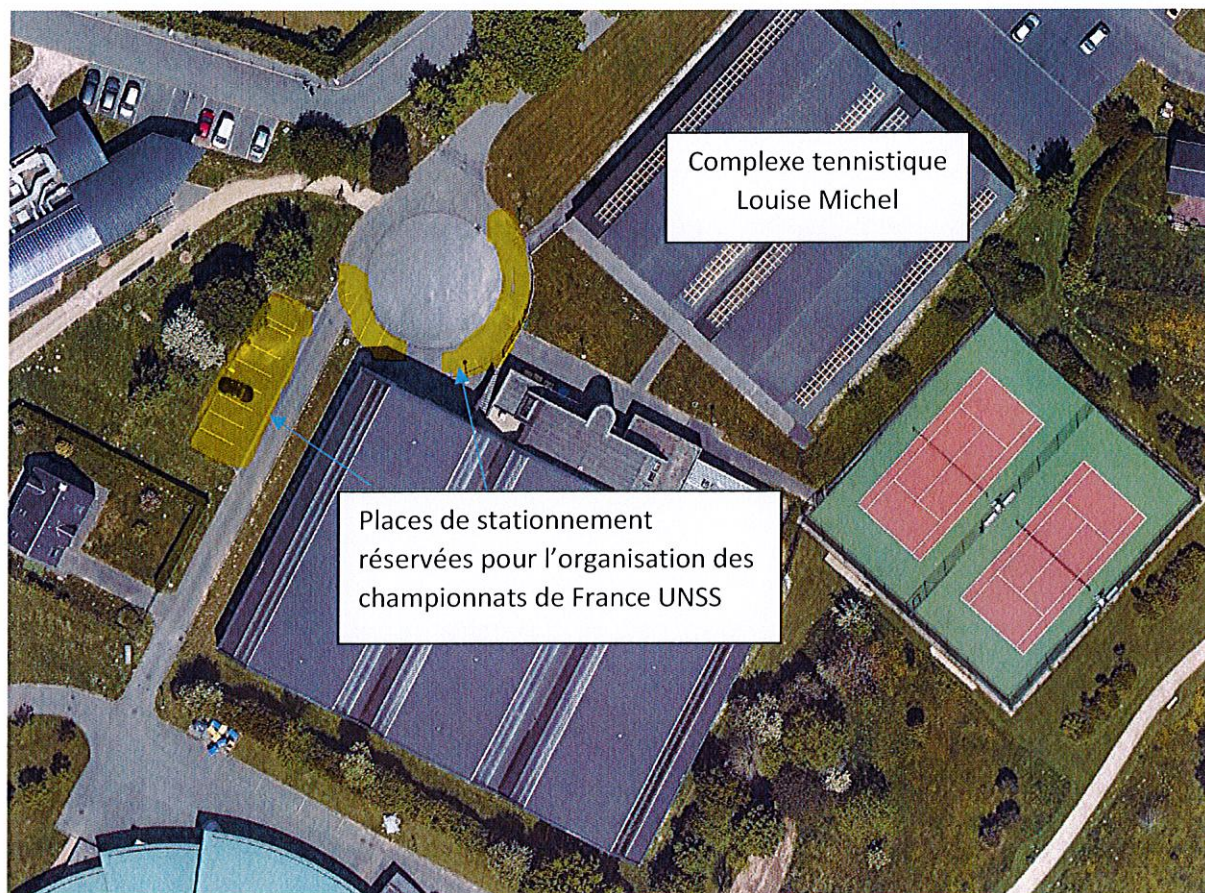 Complexe tennistique
Louise Michel
Places de stationnement
réservées pour l'organisation des
championnats de France UNSS